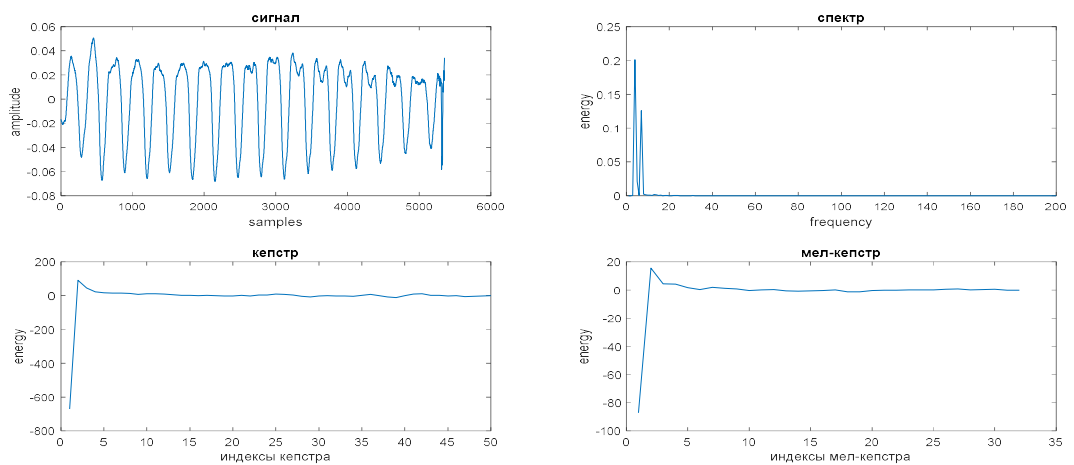 сигнал
0.06
0.04
0.02
0
-0.02
-0.04
-0.06
-0.08
amplitude
0 1000 2000 3000 4000 5000 6000
samples
спектр
0.25
0.2
0.15
0.1
0.05
0
energy
0 20 40 60 80 100 120 140 160 180 200
frequency
кепстр
200
0
-200
-400
-600
-800
energy
0 5 10 15 20 25 30 35 40 45 50
индексы кепстра
мел-кепстр
20
0
-20
-40
-60
-80
-100
energy
0 5 10 15 20 25 30 35
индексы мел-кепстра